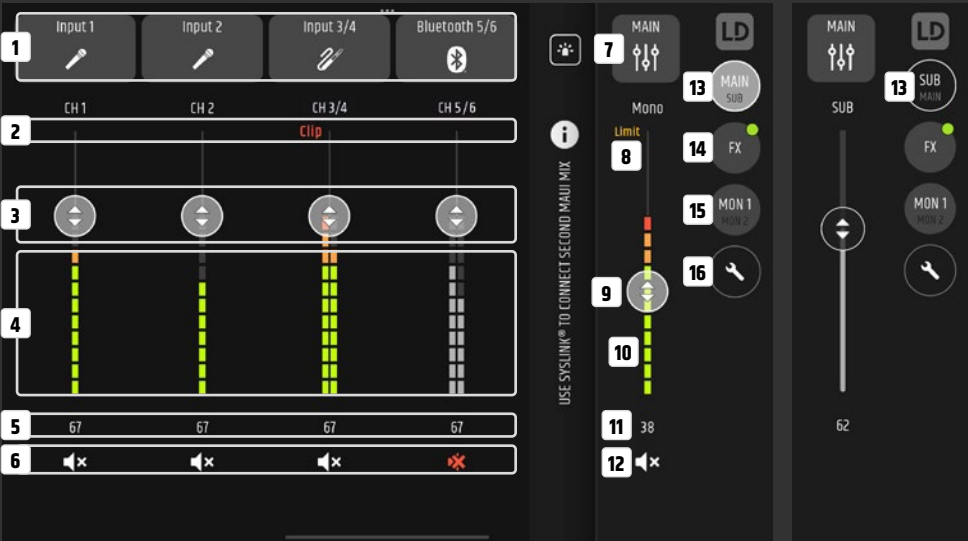 Input 1 Input 2 Input 3/4 Bluetooth 5/6
1
CH 1 CH 2 CH 3/4 CH 5/6
2 Clip
3
4
5 67 67 67 67
6
i
USE SYSLINK® TO CONNECT SECOND MAUI MIX
7 MAIN
Mono
Limit
8
9
10
11 38
12
LD
13 MAIN
SUB
14 FX
15 MON 1
MON 2
16
MAIN
SUB
62
LD
13 SUB
MAIN
FX
MON 1
MON 2